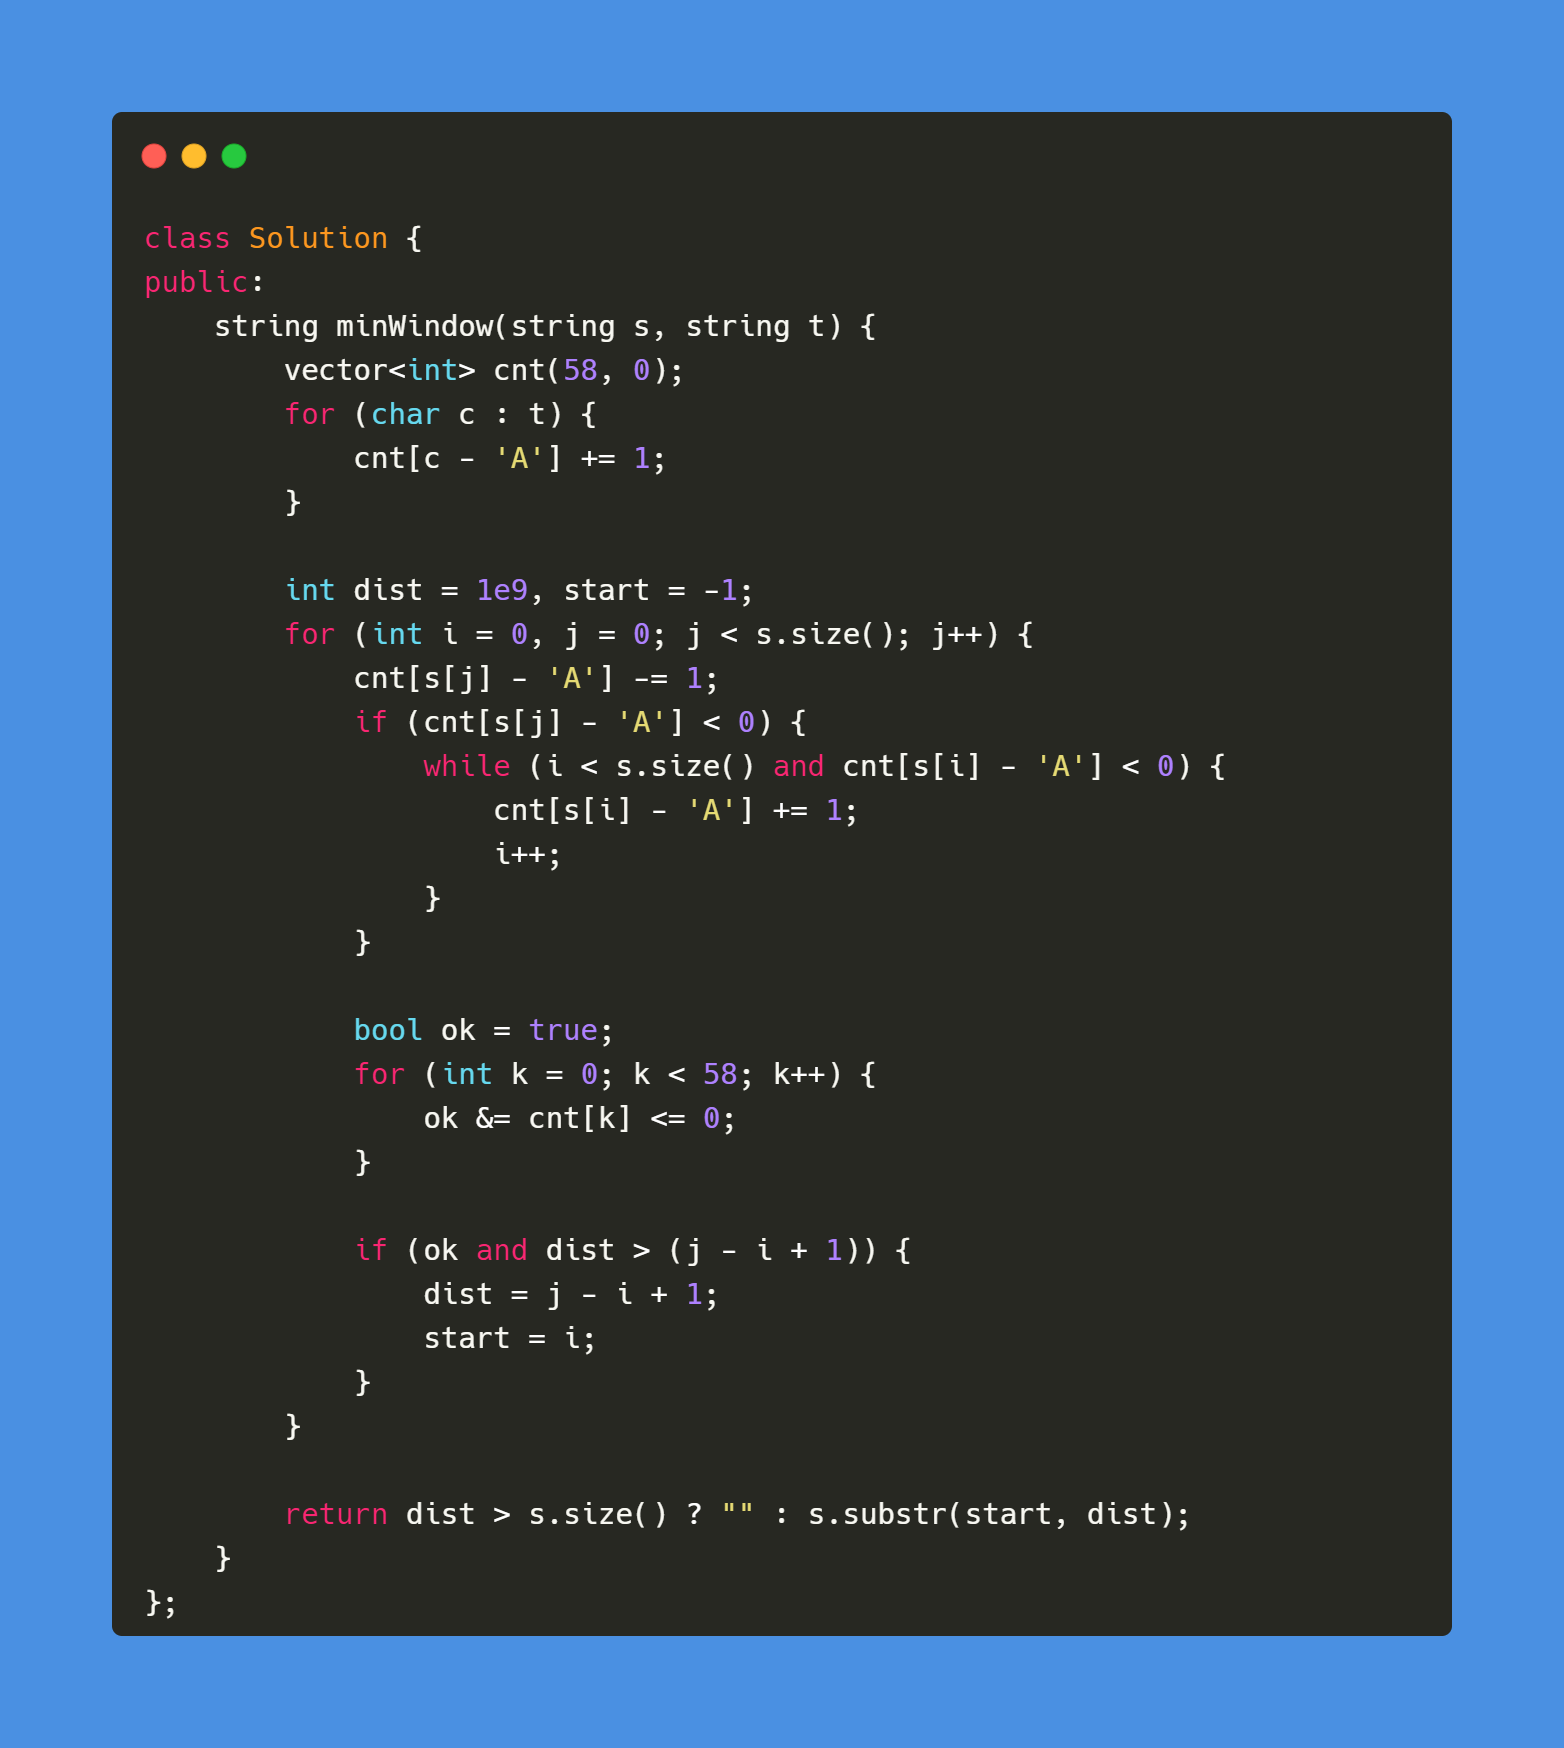 class Solution {
public:
    string minWindow(string s, string t) {
        vector<int> cnt(58, 0);
        for (char c : t) {
            cnt[c - 'A'] += 1;
        }

        int dist = 1e9, start = -1;
        for (int i = 0, j = 0; j < s.size(); j++) {
            cnt[s[j] - 'A'] -= 1;
            if (cnt[s[j] - 'A'] < 0) {
                while (i < s.size() and cnt[s[i] - 'A'] < 0) {
                    cnt[s[i] - 'A'] += 1;
                    i++;
                }
            }

            bool ok = true;
            for (int k = 0; k < 58; k++) {
                ok &= cnt[k] <= 0;
            }

            if (ok and dist > (j - i + 1)) {
                dist = j - i + 1;
                start = i;
            }
        }

        return dist > s.size() ? "" : s.substr(start, dist);
    }
};